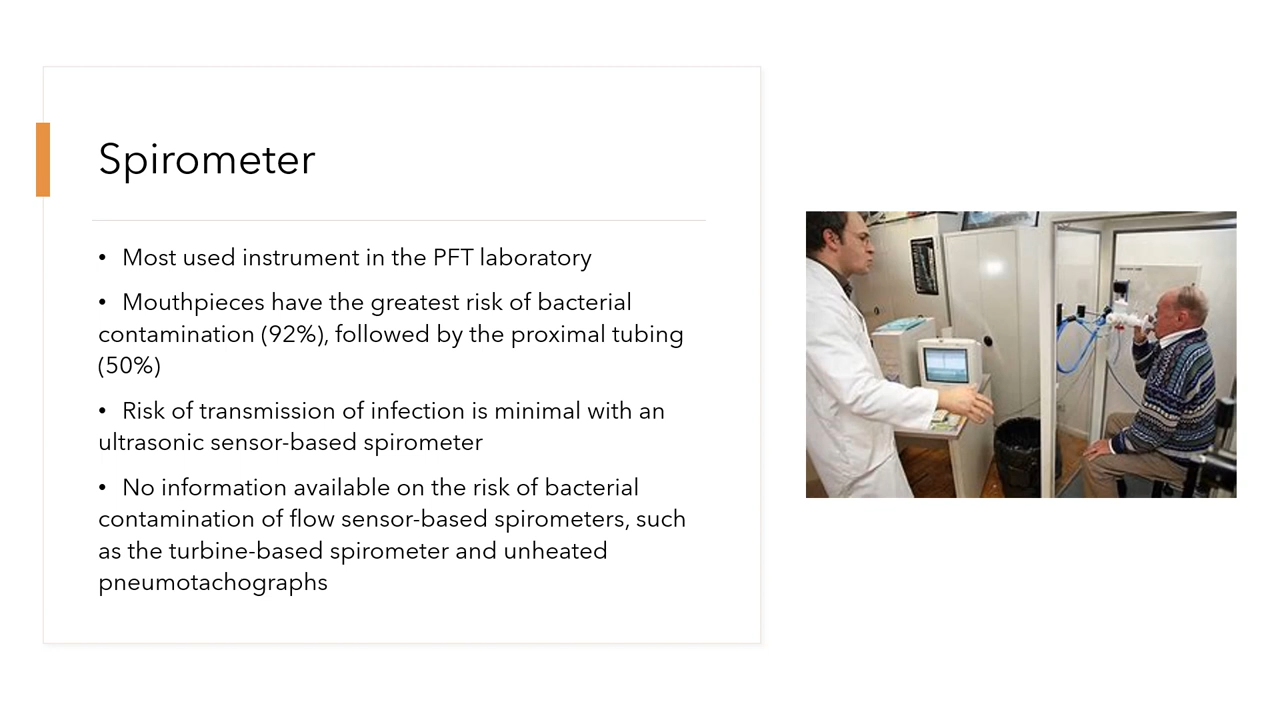 Spirometer
• Most used instrument in the PFT laboratory
• Mouthpieces have the greatest risk of bacterial
contamination (92%), followed by the proximal tubing
(50%)
• Risk of transmission of infection is minimal with an
ultrasonic sensor-based spirometer
• No information available on the risk of bacterial
contamination of flow sensor-based spirometers, such
as the turbine-based spirometer and unheated
pneumotachographs